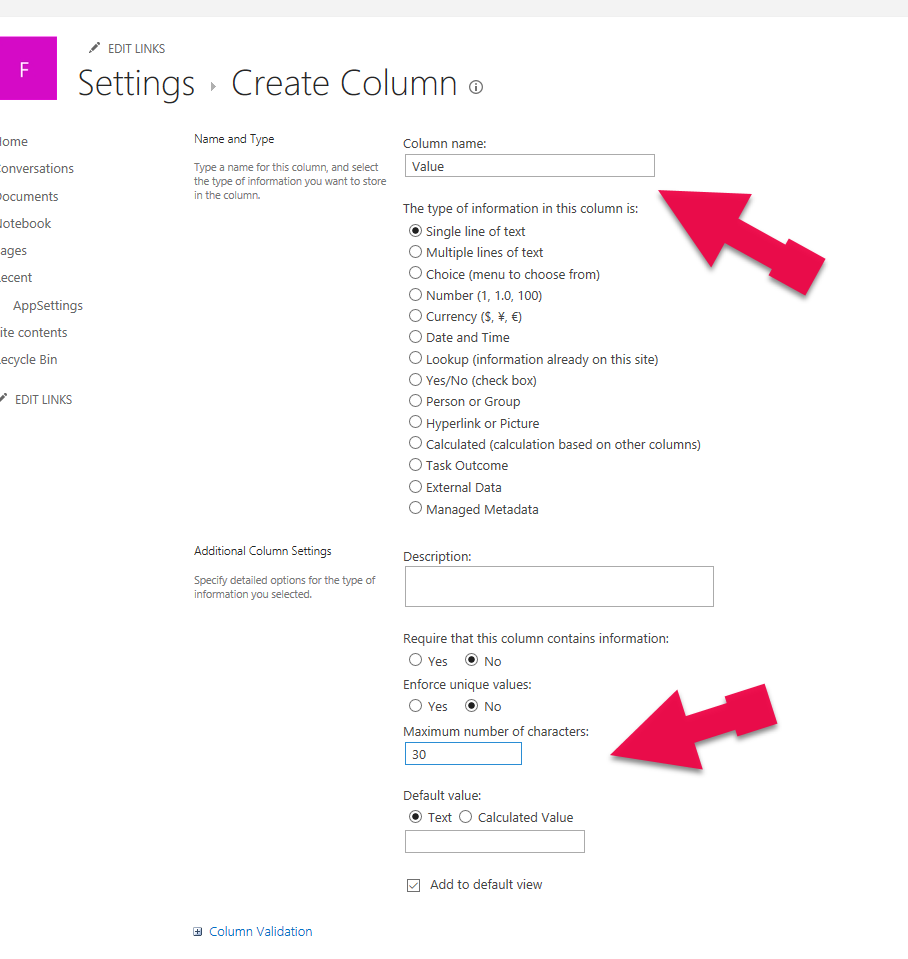 EDIT LINKS
F
Settings Create Column
ome
onversations
ocuments
otebook
ages
ecent
AppSettings
ite contents
ecycle Bin
EDIT LINKS
Name and Type
Type a name for this column, and select
the type of information you want to store
in the column.
Column name:
Value
The type of information in this column is:
Single line of text
Multiple lines of text
Choice (menu to choose from)
Number (1, 1.0, 100)
Currency ($, ¥, €)
Date and Time
Lookup (information already on this site)
Yes/No (check box)
Person or Group
Hyperlink or Picture
Calculated (calculation based on other columns)
Task Outcome
External Data
Managed Metadata
Additional Column Settings
Specify detailed options for the type of
information you selected.
Description:
Require that this column contains information:
Yes No
Enforce unique values:
Yes No
Maximum number of characters:
30
Default value:
Text Calculated Value
Add to default view
Column Validation